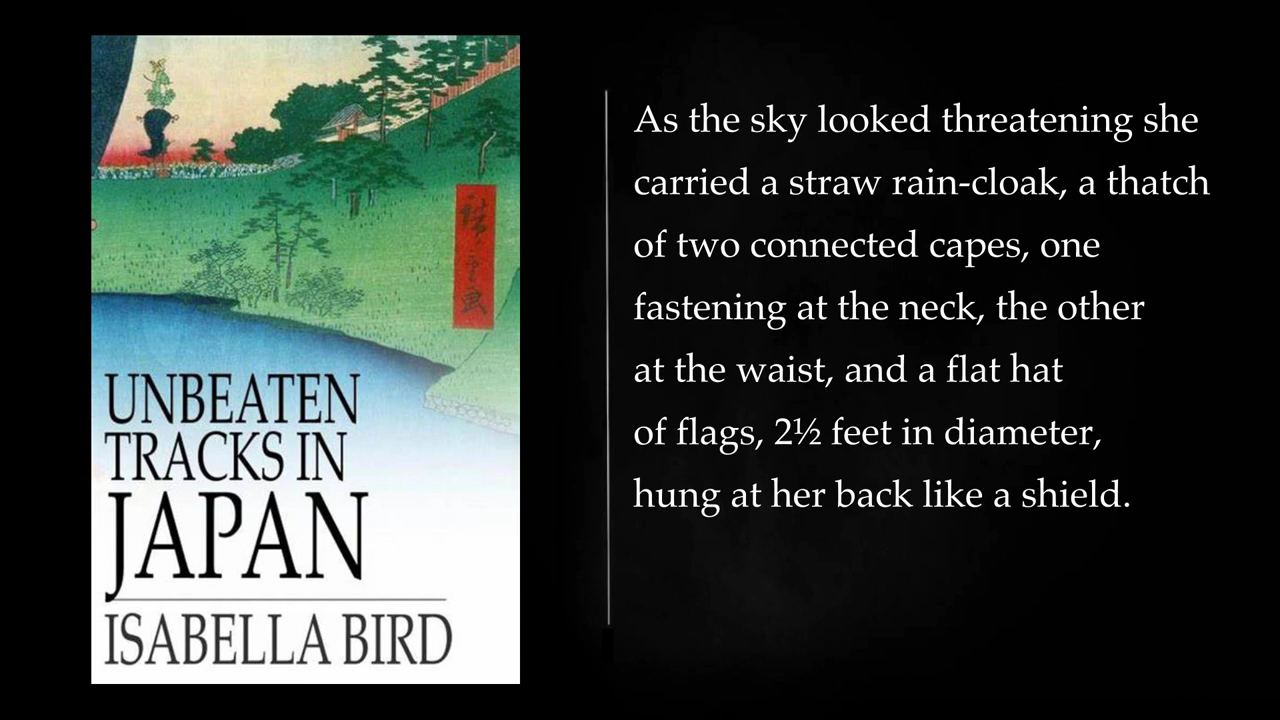 UNBEATEN
TRACKS IN
JAPAN
ISABELLA BIRD
As the sky looked threatening she
carried a straw rain-cloak, a thatch
of two connected capes, one
fastening at the neck, the other
at the waist, and a flat hat
of flags, 2½ feet in diameter,
hung at her back like a shield.